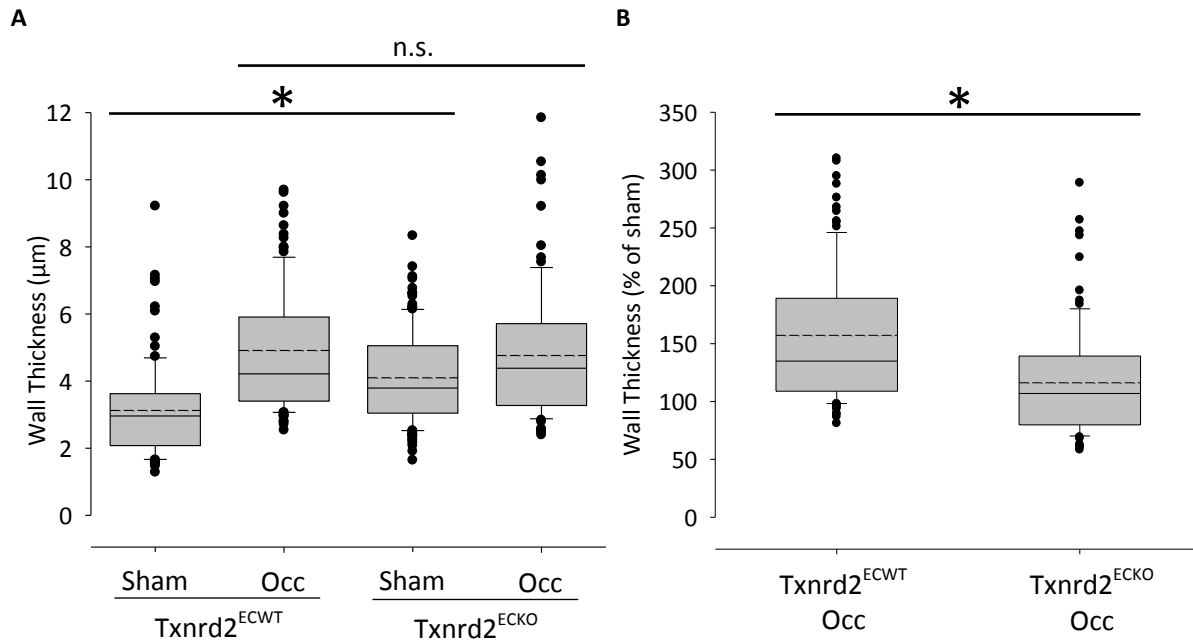 A
n.s.
*
Wall Thickness (µm)
12
10
8
6
4
2
0
Sham Occ Sham Occ
Txnrd2ᴱᶜᵂᵀ Txnrd2ᴱᶜᴷᴼ
B
*
Wall Thickness (% of sham)
350
300
250
200
150
100
50
0
Txnrd2ᴱᶜᵂᵀ Txnrd2ᴱᶜᴷᴼ
Occ Occ